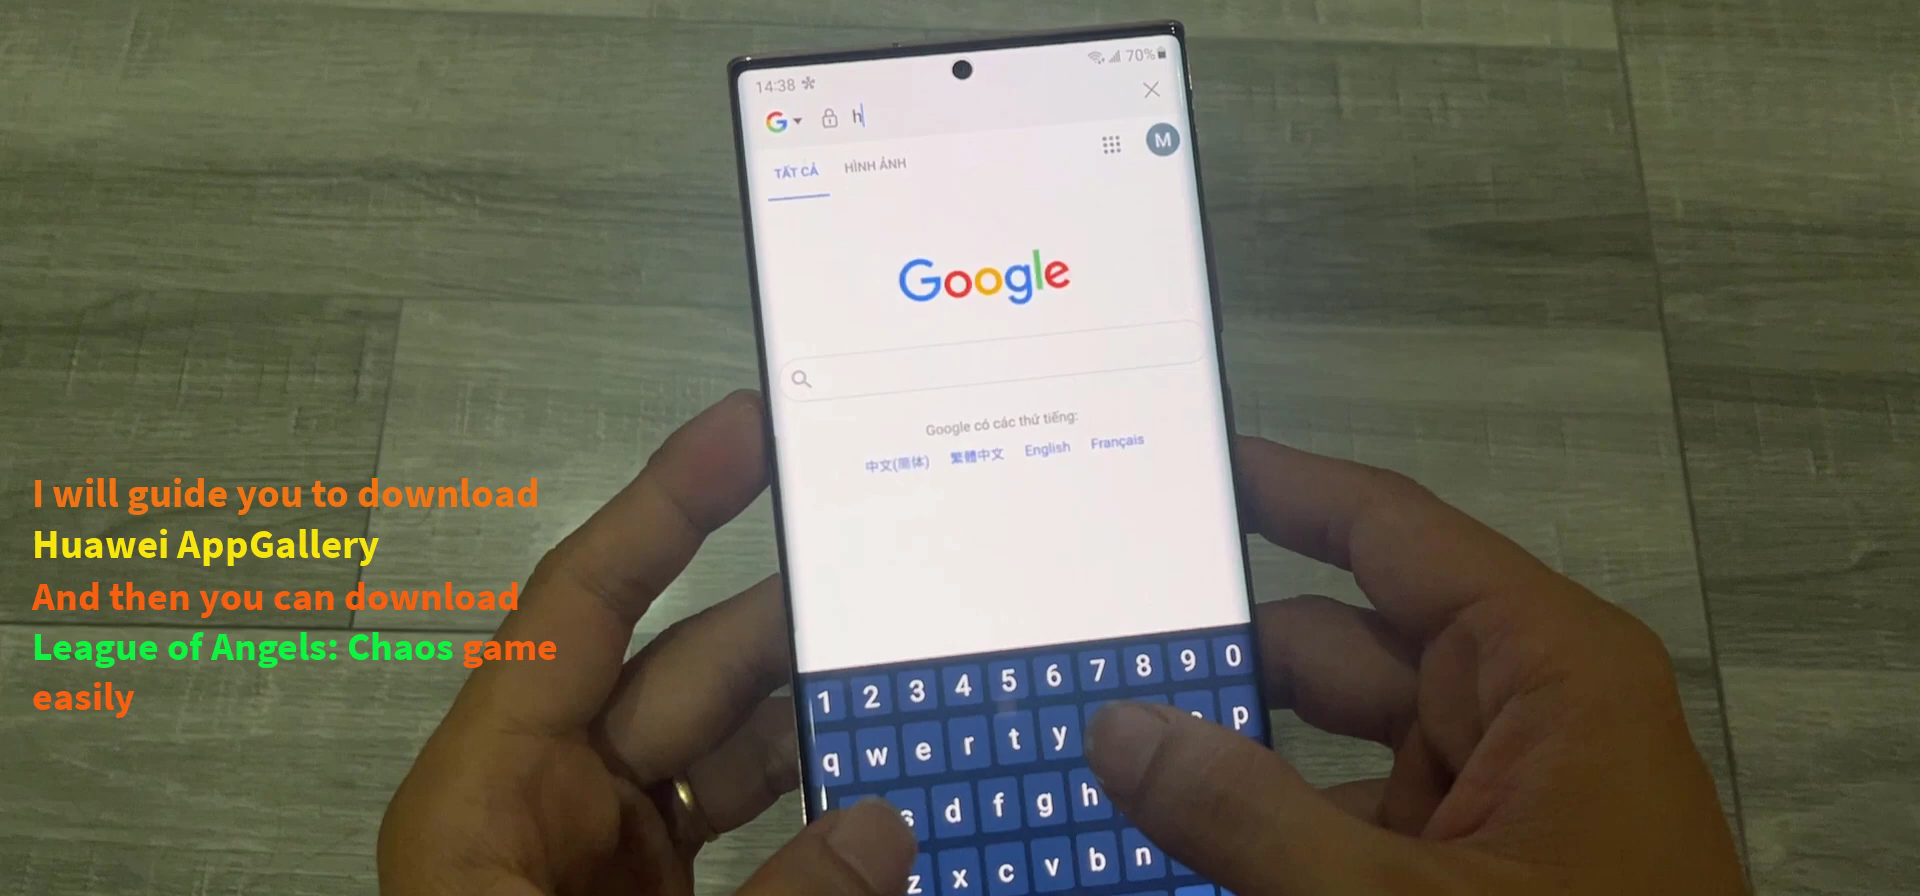 14:38
70%
h
M
TẤT CẢ HÌNH ẢNH
Google
Google có các thứ tiếng:
中文(简体) 繁體中文 English Français
I will guide you to download
Huawei AppGallery
And then you can download
League of Angels: Chaos game
easily
1 2 3 4 5 6 7 8 9 0
q w e r t y p
s d f g h
z x c v b n